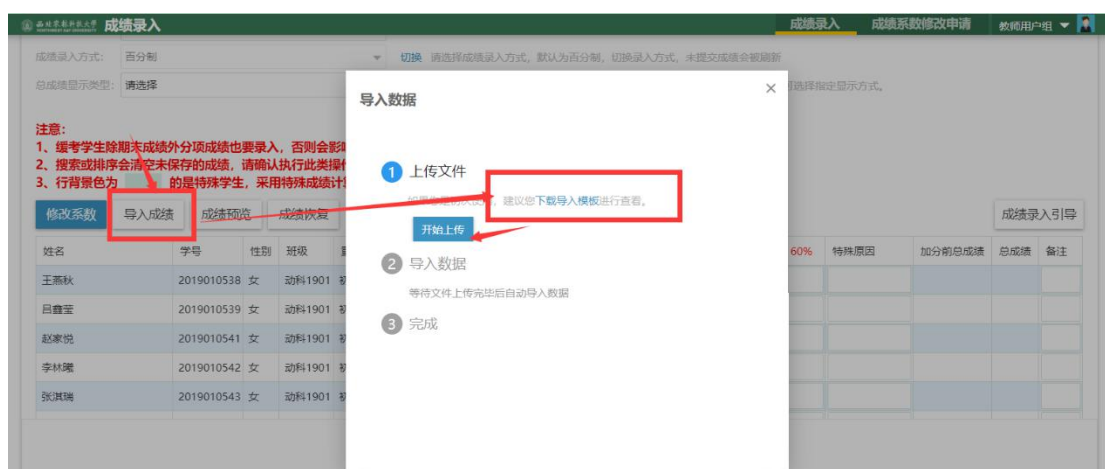 西北农林科技大学 成绩录入 成绩录入 成绩系数修改申请 教师用户组
成绩录入方式: 百分制 切换 请选择成绩录入方式，默认为百分制，切换录入方式，未提交成绩会被刷新
总成绩显示类型: 请选择 可选择指定显示方式。
导入数据 ×
注意:
1、缓考学生除期末成绩外分项成绩也要录入，否则会影
2、搜索或排序会清空未保存的成绩，请确认执行此类操
3、行背景色为 的是特殊学生，采用特殊成绩计
1 上传文件
建议您下载导入模板进行查看。
开始上传
2 导入数据
等待文件上传完毕后自动导入数据
3 完成
修改系数 导入成绩 成绩预览 成绩恢复 成绩录入引导
姓名 学号 性别 班级 60% 特殊原因 加分前总成绩 总成绩 备注
王燕秋 2019010538 女 动科1901 初
吕鑫莹 2019010539 女 动科1901 初
赵家悦 2019010541 女 动科1901 初
李林曦 2019010542 女 动科1901 初
张淇瑞 2019010543 女 动科1901 初